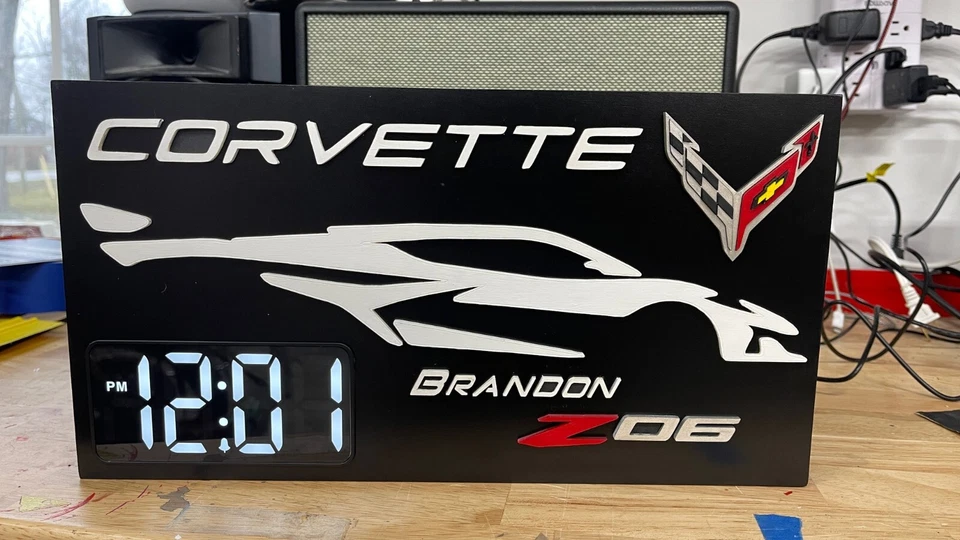 CORVETTE
BRANDON
Z06
PM 12:01